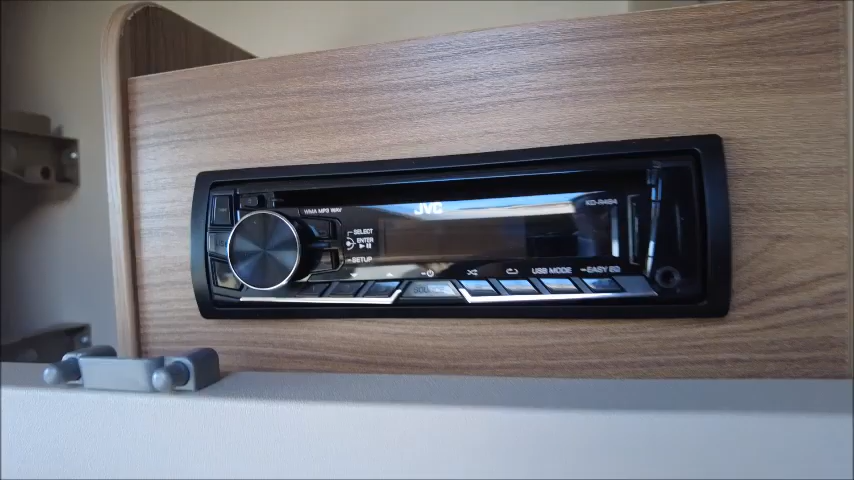 WMA MP3 WAV
JVC
KD-R484
SELECT
ENTER
SETUP
SOURCE
USB MODE
EASY EQ